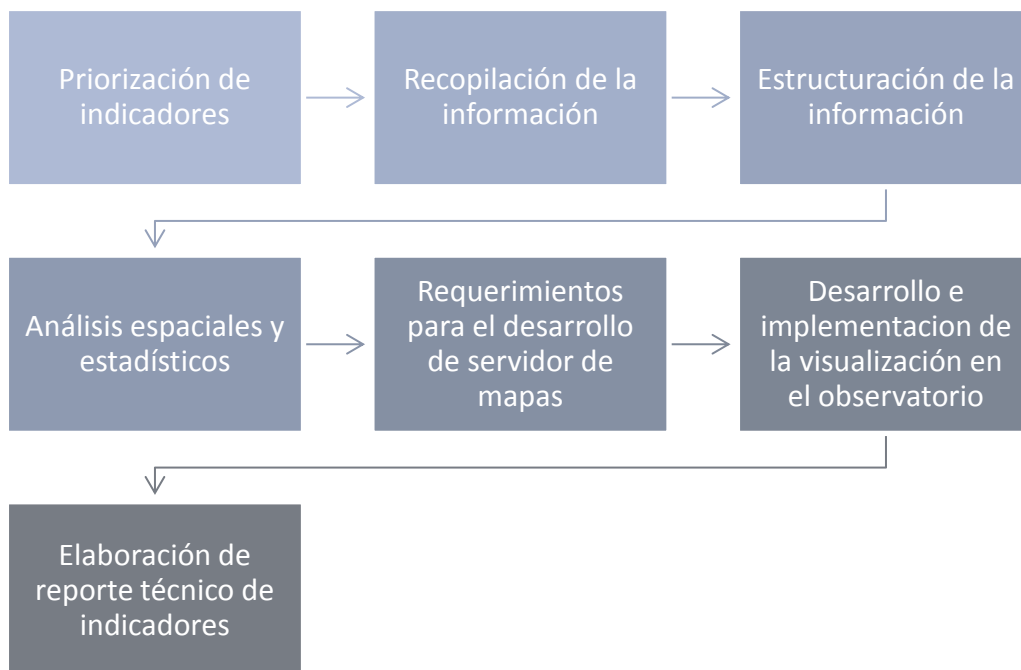 Priorización de
indicadores
Recopilación de la
información
Estructuración de la
información
Análisis espaciales y
estadísticos
Requerimientos
para el desarrollo
de servidor de
mapas
Desarrollo e
implementacion de
la visualización en
el observatorio
Elaboración de
reporte técnico de
indicadores